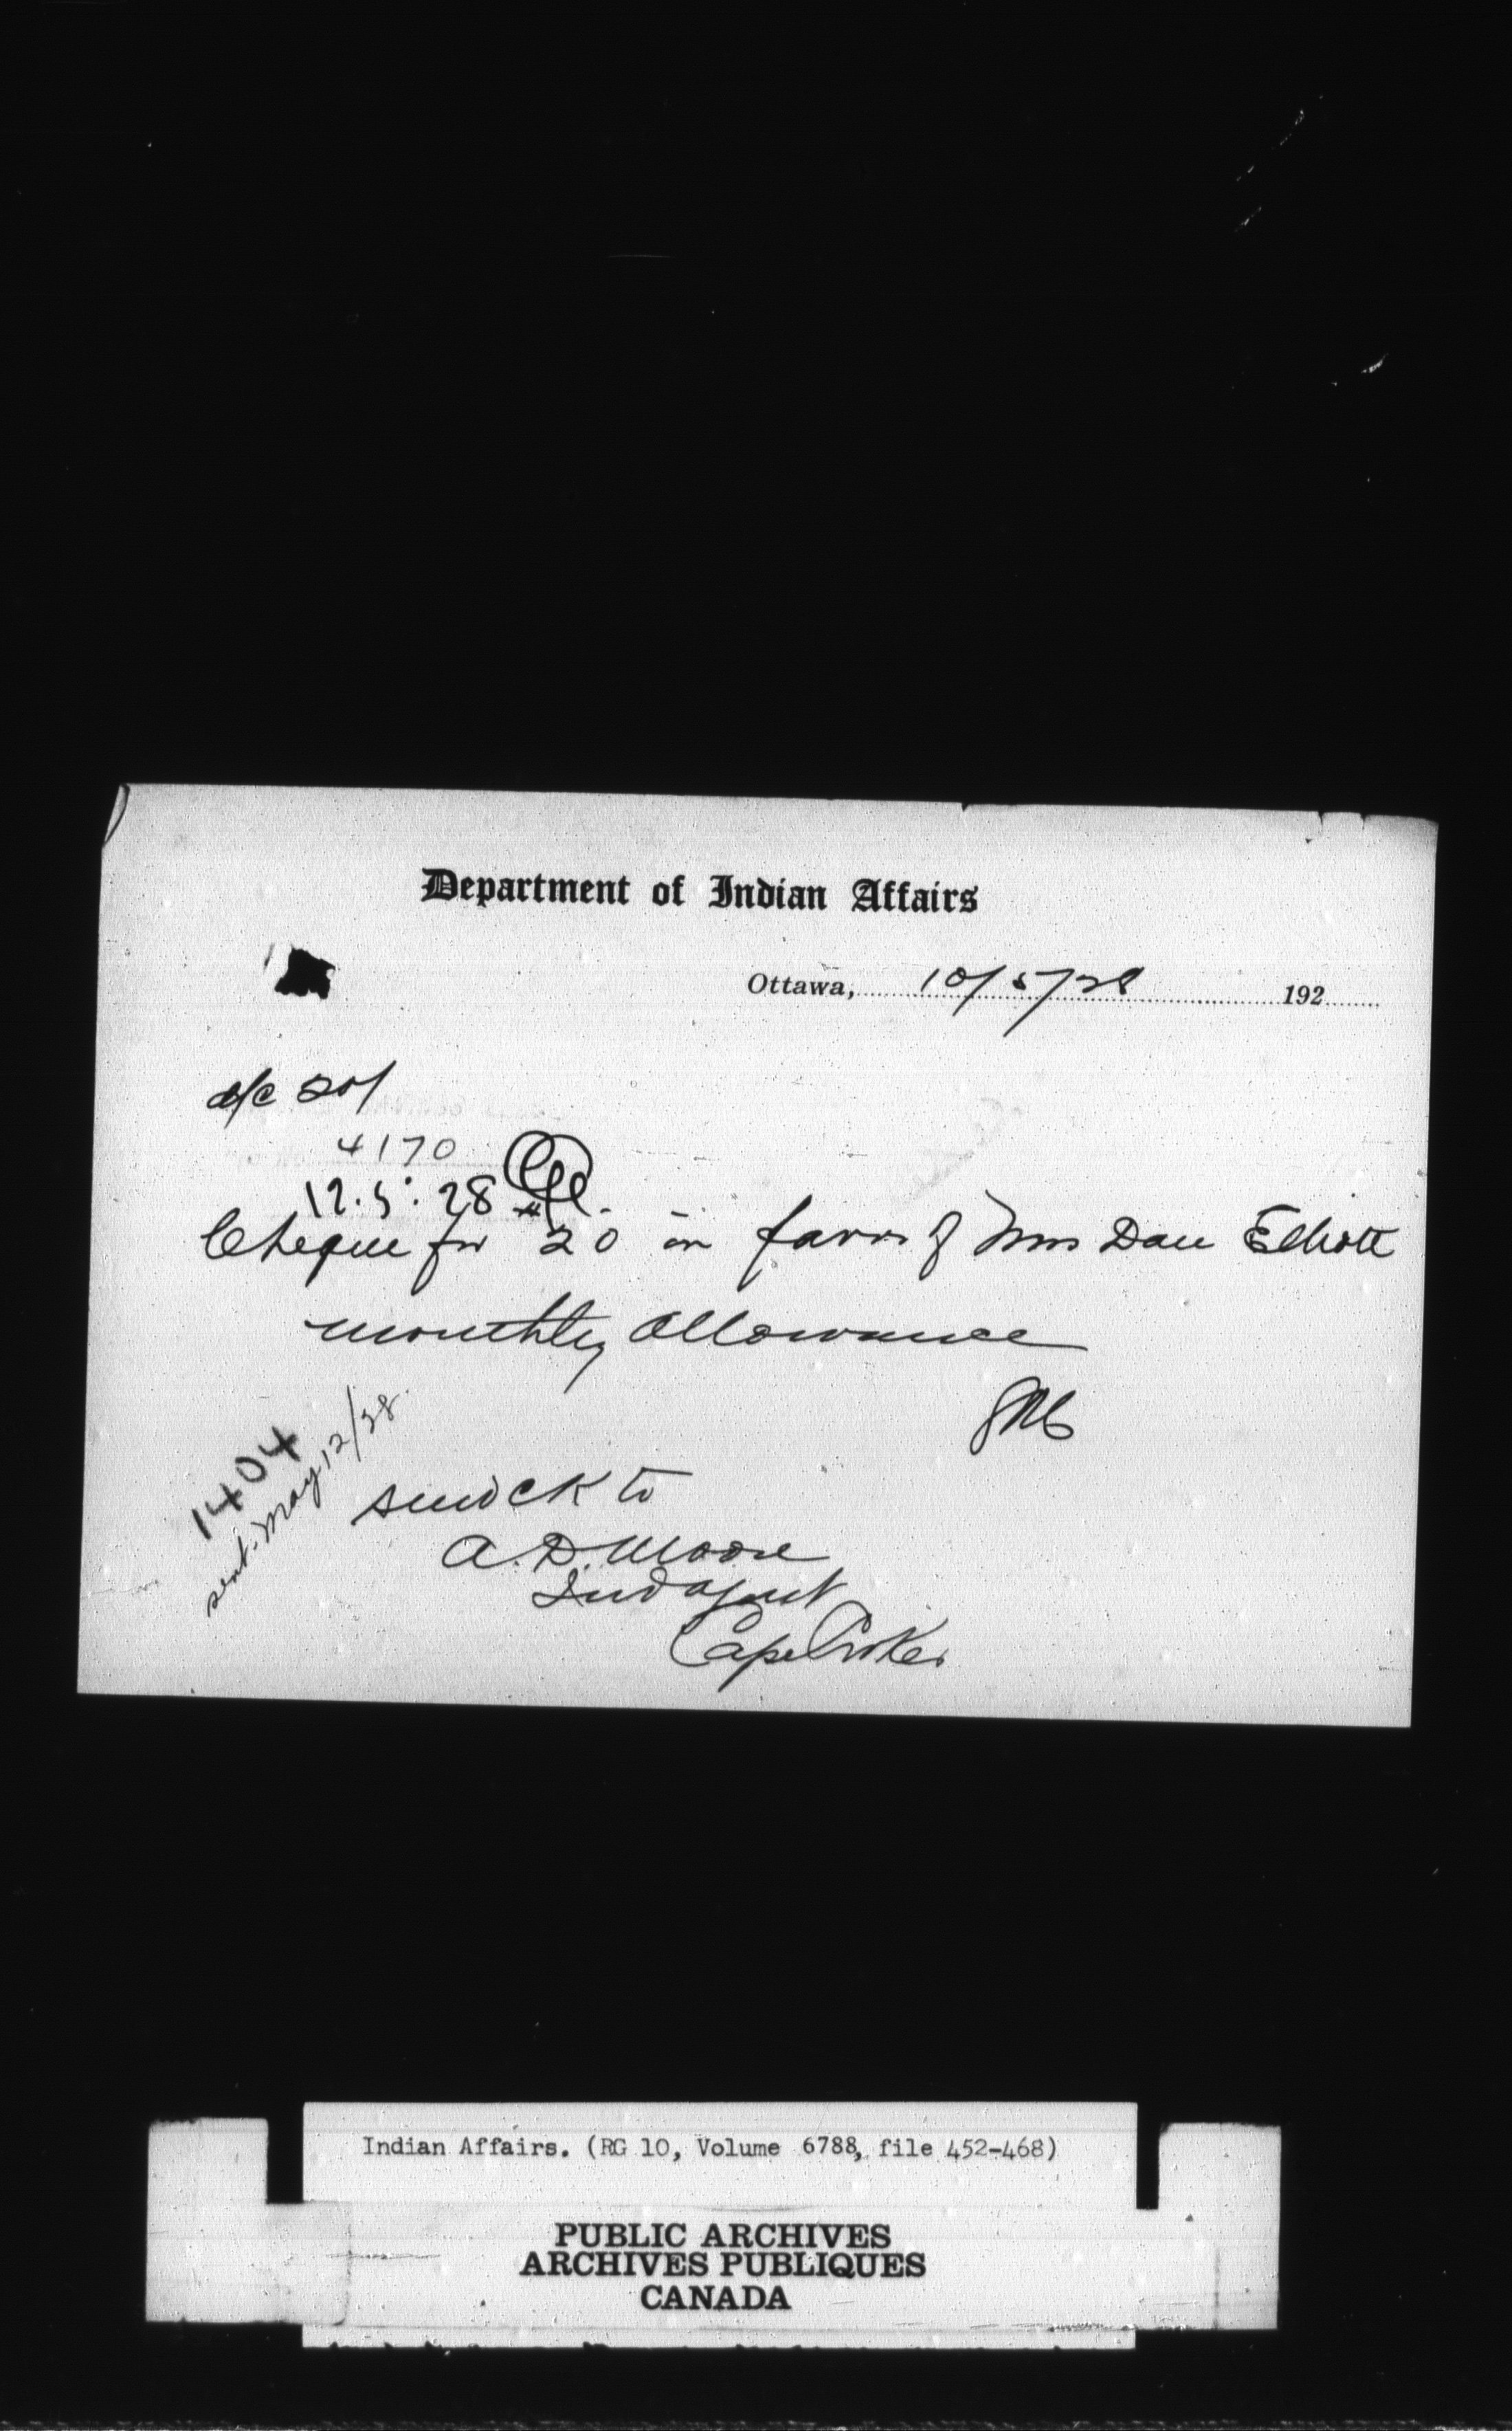 Department of Indian Affairs
Ottawa, 10/5/28 192
a/c 201
4170
12.5.28
Cheque for $20 in favor of Mrs Dan Elliott
monthly allowance
1404
sent. May 12/28.
send ck to
A. D. Moore
Ind Agent
Cape Croker
Indian Affairs. (RG 10, Volume 6788, file 452-468)
PUBLIC ARCHIVES
ARCHIVES PUBLIQUES
CANADA